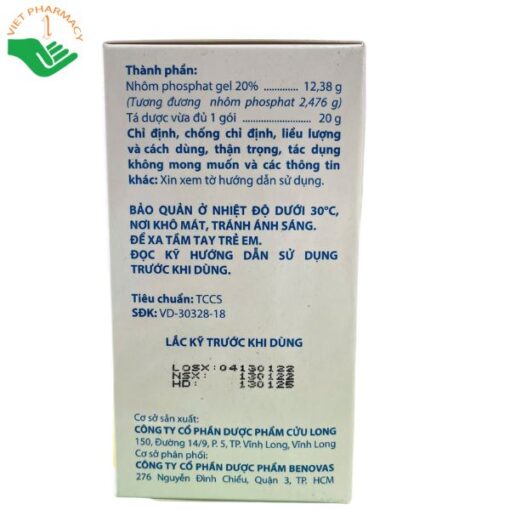 VIET PHARMACY
1
Thành phần:
Nhôm phosphat gel 20% ............. 12,38 g
(Tương đương nhôm phosphat 2,476 g)
Tá dược vừa đủ 1 gói ......................... 20 g
Chỉ định, chống chỉ định, liều lượng
và cách dùng, thận trọng, tác dụng
không mong muốn và các thông tin
khác: Xin xem tờ hướng dẫn sử dụng.
BẢO QUẢN Ở NHIỆT ĐỘ DƯỚI 30°C,
NƠI KHÔ MÁT, TRÁNH ÁNH SÁNG.
ĐỂ XA TẦM TAY TRẺ EM.
ĐỌC KỸ HƯỚNG DẪN SỬ DỤNG
TRƯỚC KHI DÙNG.
Tiêu chuẩn: TCCS
SĐK: VD-30328-18
LẮC KỸ TRƯỚC KHI DÙNG
LOSX: 04130122
NSX: 130122
HD: 130125
Cơ sở sản xuất:
CÔNG TY CỔ PHẦN DƯỢC PHẨM CỬU LONG
150, Đường 14/9, P. 5, TP. Vĩnh Long, Vĩnh Long
Cơ sở phân phối:
CÔNG TY CỔ PHẦN DƯỢC PHẨM BENOVAS
276 Nguyễn Đình Chiểu, Quận 3, TP. HCM